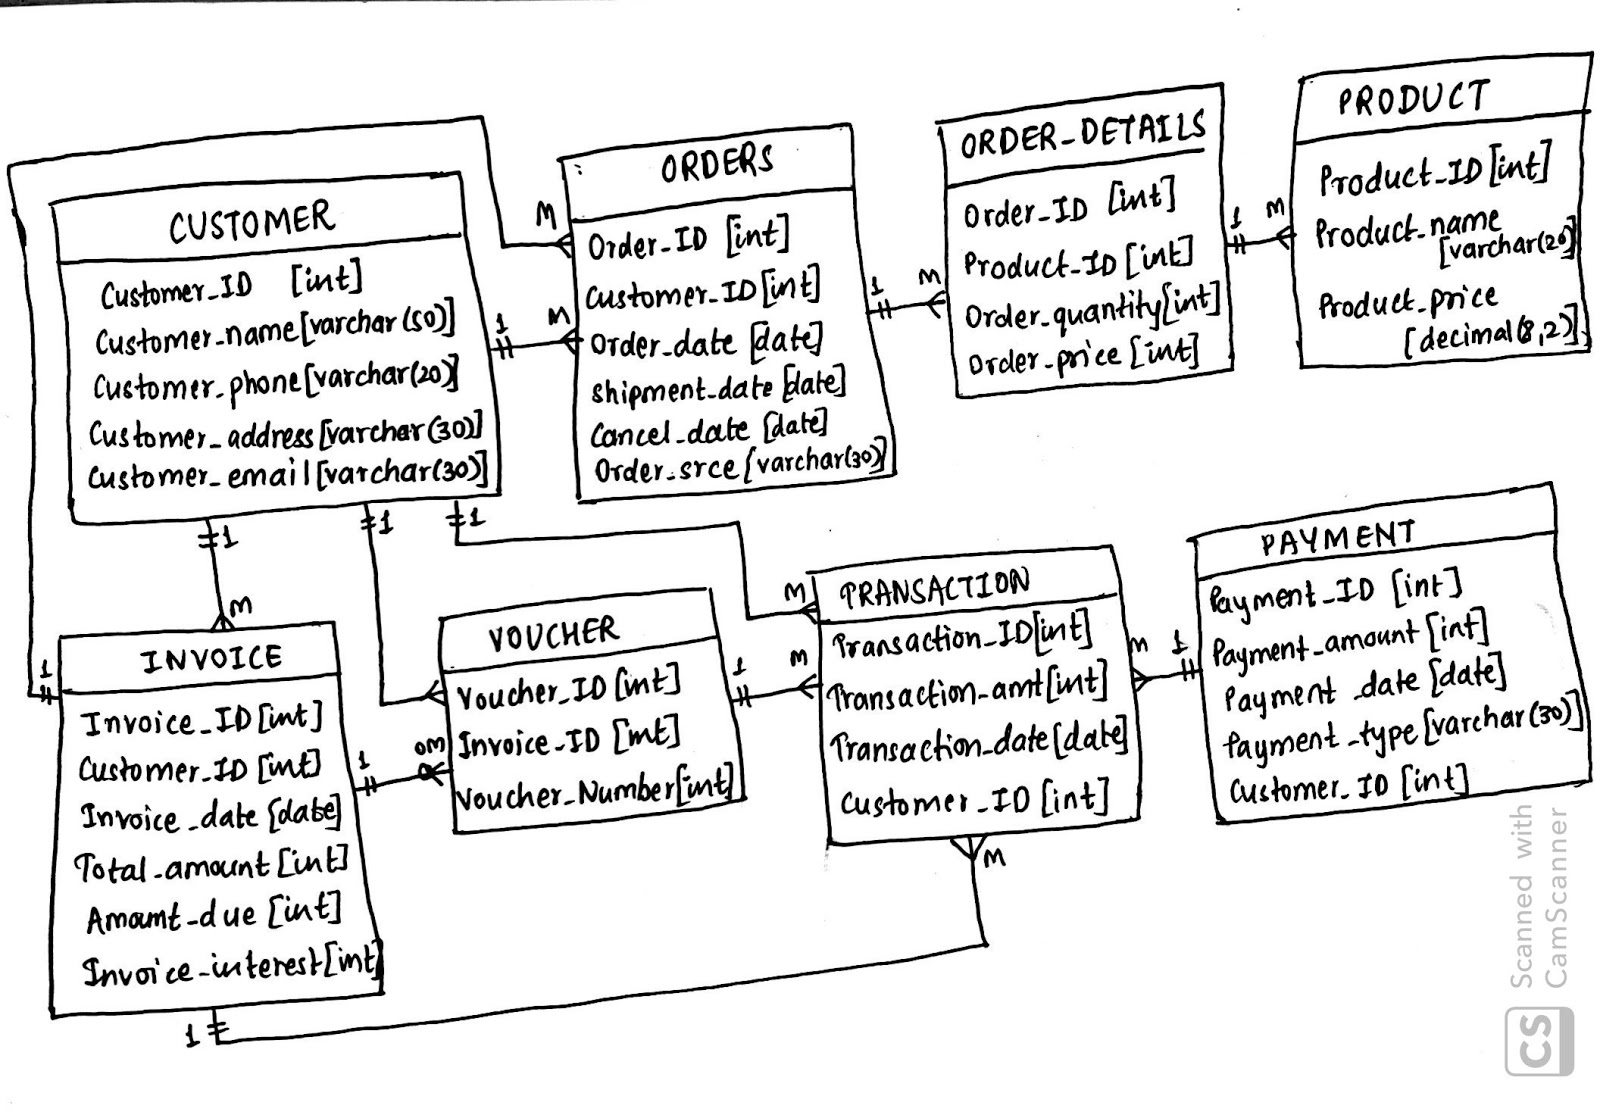 CUSTOMER
Customer_ID [int]
Customer_name[varchar(50)]
Customer_phone[varchar(20)]
Customer_address[varchar(30)]
Customer_email[varchar(30)]
1
M
1
M
ORDERS
Order_ID [int]
Customer_ID[int]
Order_date [date]
shipment_date [date]
Cancel_date [date]
Order_srce[varchar(30)]
1
M
ORDER_DETAILS
Order_ID [int]
Product_ID[int]
Order_quantity[int]
Order_price[int]
1
M
PRODUCT
Product_ID[int]
Product_name
[varchar(20)]
Product_price
[decimal(8,2)]
1
M
1
1
INVOICE
Invoice_ID[int]
Customer_ID[int]
Invoice_date [date]
Total_amount[int]
Amount_due [int]
Invoice_interest[int]
1
1
OM
VOUCHER
Voucher_ID[int]
Invoice_ID [int]
Voucher_Number[int]
1
M
M
TRANSACTION
Transaction_ID[int]
Transaction_amt[int]
Transaction_date[date]
Customer_ID[int]
M
M
1
PAYMENT
Payment_ID [int]
Payment_amount[int]
Payment_date [date]
Payment_type[varchar(30)]
Customer_ID [int]
Scanned with
CamScanner
CS